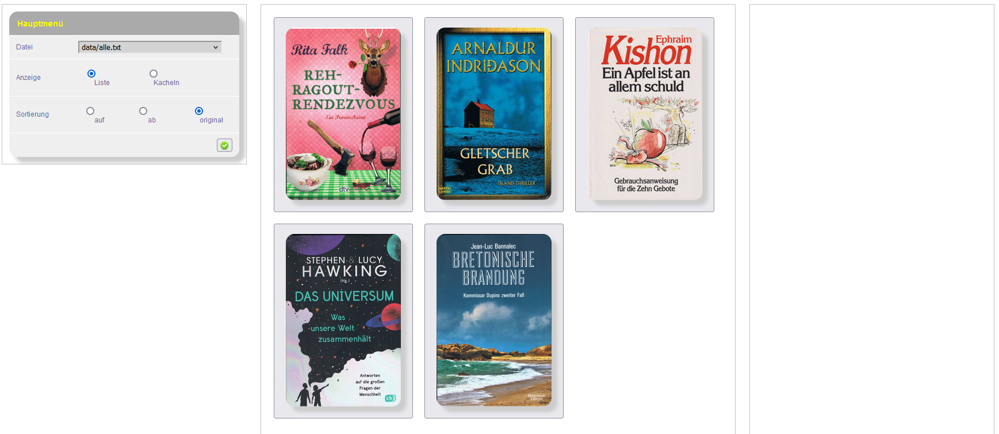 Hauptmenü
Datei
data/alle.txt
Anzeige
Liste
Kacheln
Sortierung
auf
ab
original
Rita Falk
REH-
RAGOUT-
RENDEZVOUS
Ein Provinzkrimi
dtv
ARNALDUR
INDRIÐASON
GLETSCHER
GRAB
ISLAND THRILLER
BASTEI
LÜBBE
Ephraim
Kishon
Ein Apfel ist an
allem schuld
Gebrauchsanweisung
für die Zehn Gebote
STEPHEN & LUCY
HAWKING
(Hg.)
DAS UNIVERSUM
Was
unsere Welt
zusammenhält
Antworten
auf die großen
Fragen der
Menschheit
cbj
Jean-Luc Bannalec
BRETONISCHE
BRANDUNG
Kommissar Dupins zweiter Fall
Kiepenheuer
& Witsch